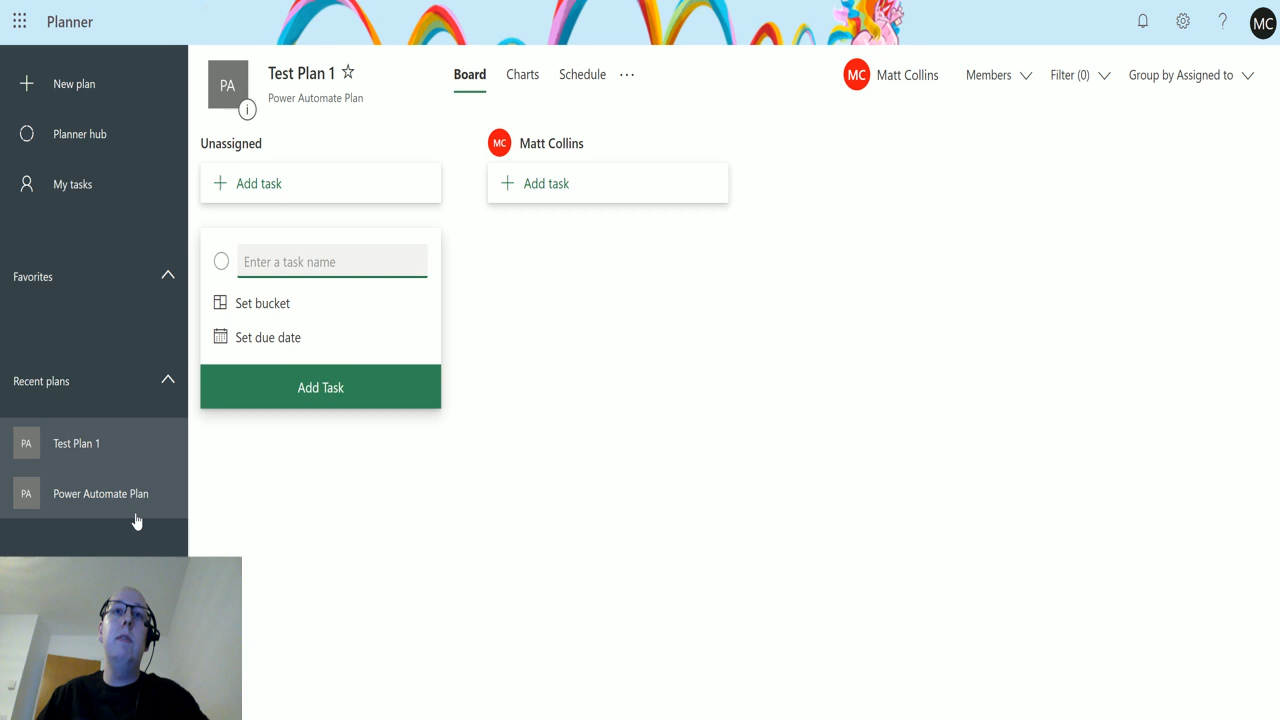 Planner
?
MC
New plan
Planner hub
My tasks
Favorites
Recent plans
PA
Test Plan 1
PA
Power Automate Plan
PA
i
Test Plan 1
Power Automate Plan
Board
Charts
Schedule
...
MC
Matt Collins
Members
Filter (0)
Group by Assigned to
Unassigned
+ Add task
Enter a task name
Set bucket
Set due date
Add Task
MC
Matt Collins
+ Add task